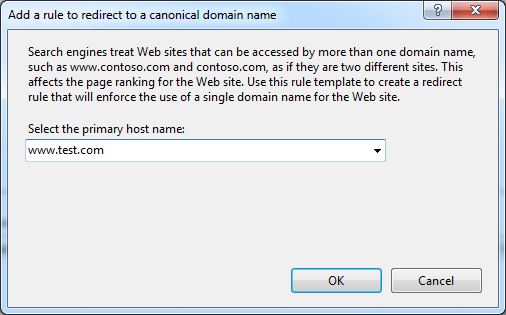 Add a rule to redirect to a canonical domain name
Search engines treat Web sites that can be accessed by more than one domain name,
such as www.contoso.com and contoso.com, as if they are two different sites. This
affects the page ranking for the Web site. Use this rule template to create a redirect
rule that will enforce the use of a single domain name for the Web site.
Select the primary host name:
www.test.com
OK
Cancel